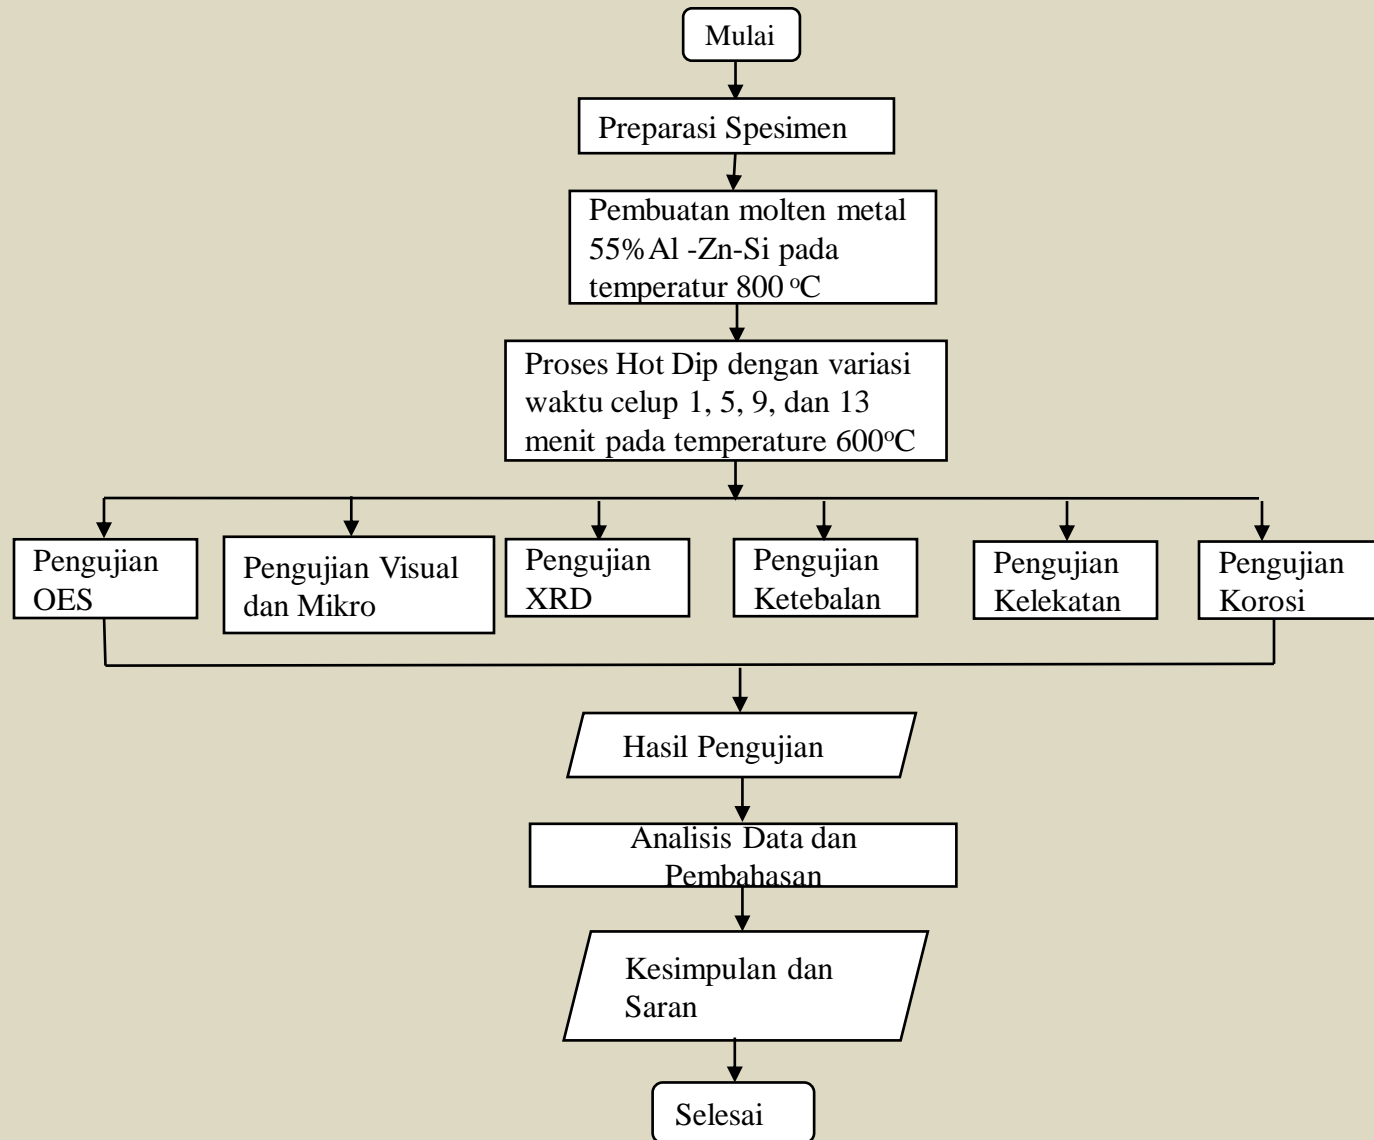 Mulai
Preparasi Spesimen
Pembuatan molten metal
55%Al -Zn-Si pada
temperatur 800 ºC
Proses Hot Dip dengan variasi
waktu celup 1, 5, 9, dan 13
menit pada temperature 600ºC
Pengujian
OES
Pengujian Visual
dan Mikro
Pengujian
XRD
Pengujian
Ketebalan
Pengujian
Kelekatan
Pengujian
Korosi
Hasil Pengujian
Analisis Data dan
Pembahasan
Kesimpulan dan
Saran
Selesai